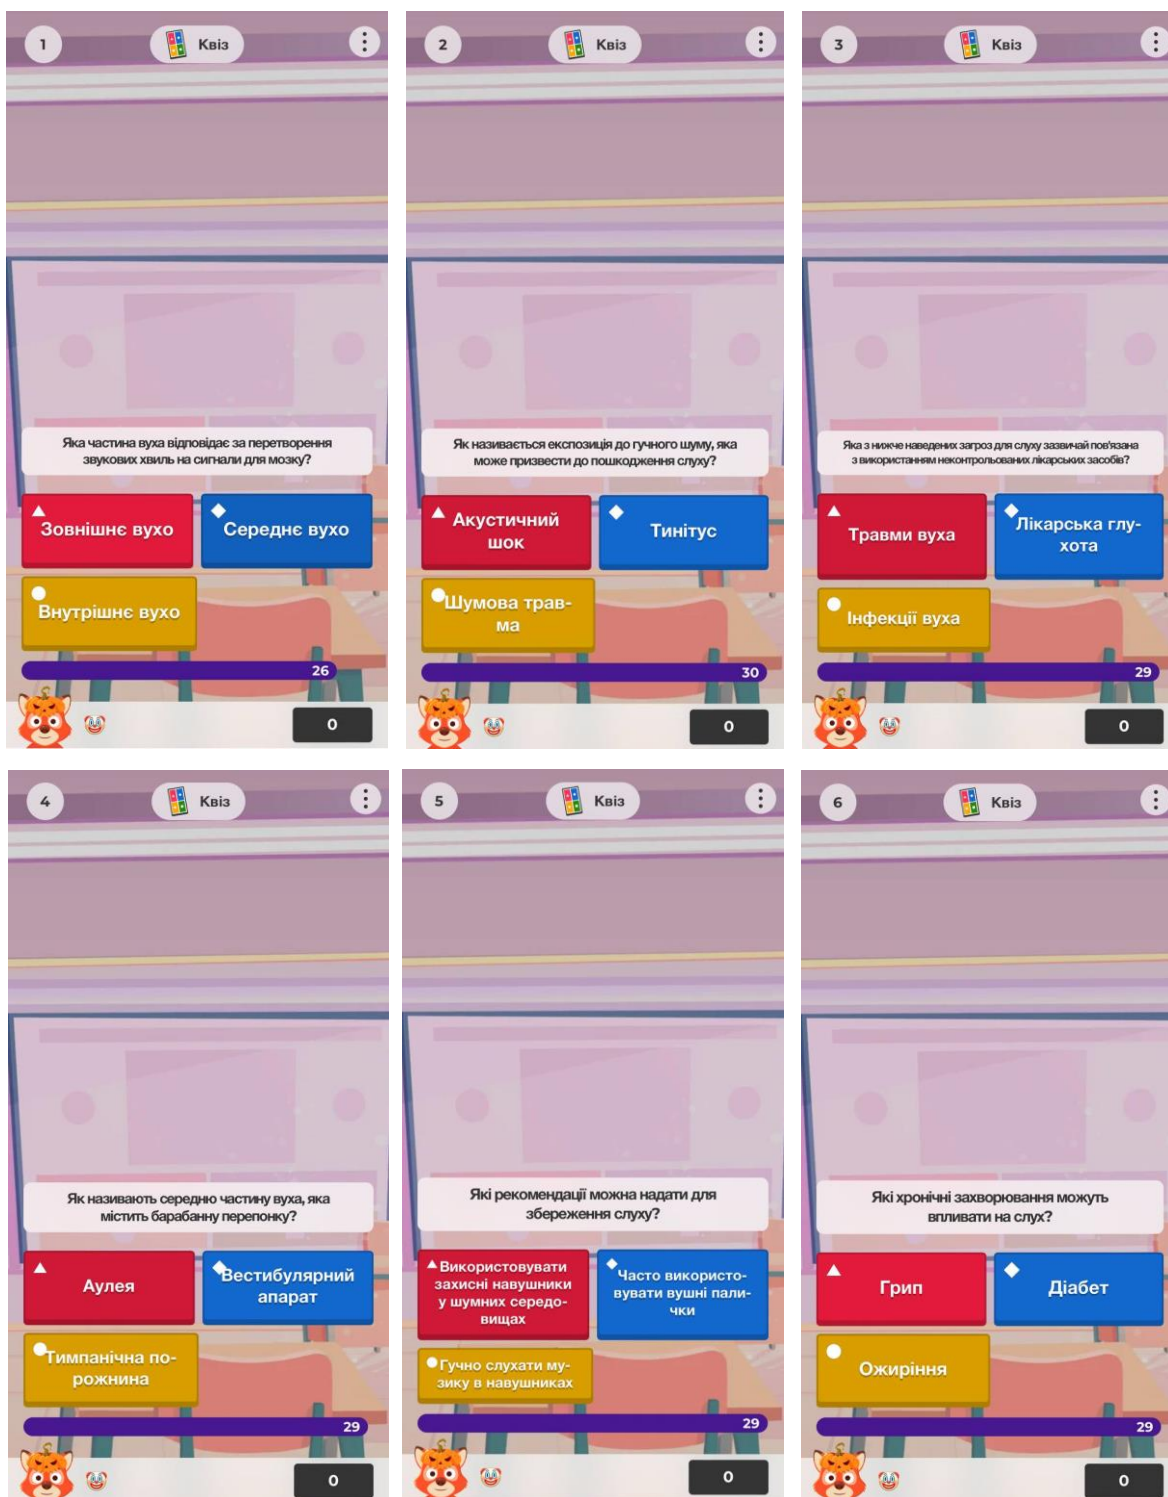 1
Квіз
Яка частина вуха відповідає за перетворення
звукових хвиль на сигнали для мозку?
Зовнішнє вухо
Середнє вухо
Внутрішнє вухо
26
0
2
Квіз
Як називається експозиція до гучного шуму, яка
може призвести до пошкодження слуху?
Акустичний
шок
Тинітус
Шумова трав-
ма
30
0
3
Квіз
Яка з нижче наведених загроз для слуху зазвичай пов'язана
з використанням неконтрольованих лікарських засобів?
Травми вуха
Лікарська глу-
хота
Інфекції вуха
29
0
4
Квіз
Як називають середню частину вуха, яка
містить барабанну перепонку?
Аулея
Вестибулярний
апарат
Тимпанічна по-
рожнина
29
0
5
Квіз
Які рекомендації можна надати для
збереження слуху?
Використовувати
захисні навушники
у шумних середо-
вищах
Часто використо-
вувати вушні пали-
чки
Гучно слухати му-
зику в навушниках
29
0
6
Квіз
Які хронічні захворювання можуть
впливати на слух?
Грип
Діабет
Ожиріння
29
0